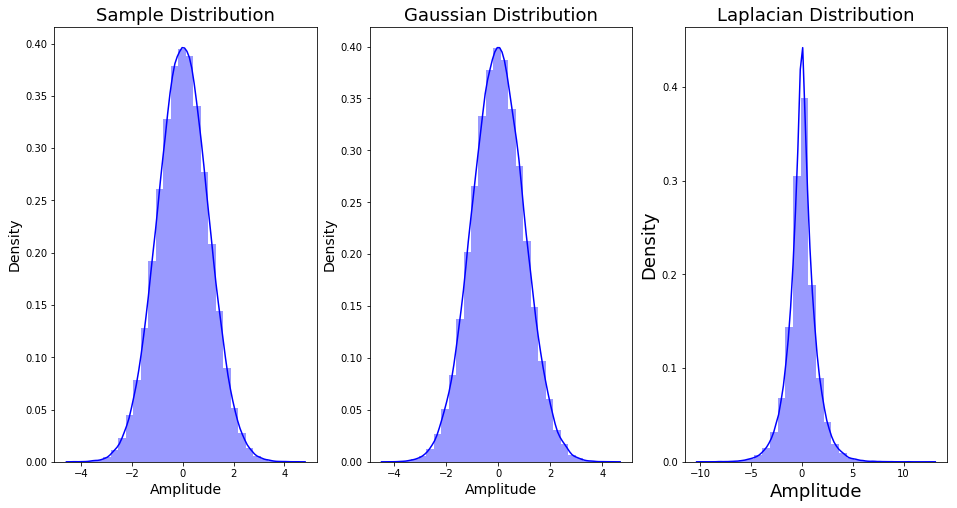 Sample Distribution
0.40
0.35
0.30
0.25
0.20
0.15
0.10
0.05
0.00
Density
−4 −2 0 2 4
Amplitude
Gaussian Distribution
0.40
0.35
0.30
0.25
0.20
0.15
0.10
0.05
0.00
Density
−4 −2 0 2 4
Amplitude
Laplacian Distribution
0.4
0.3
0.2
0.1
0.0
Density
−10 −5 0 5 10
Amplitude